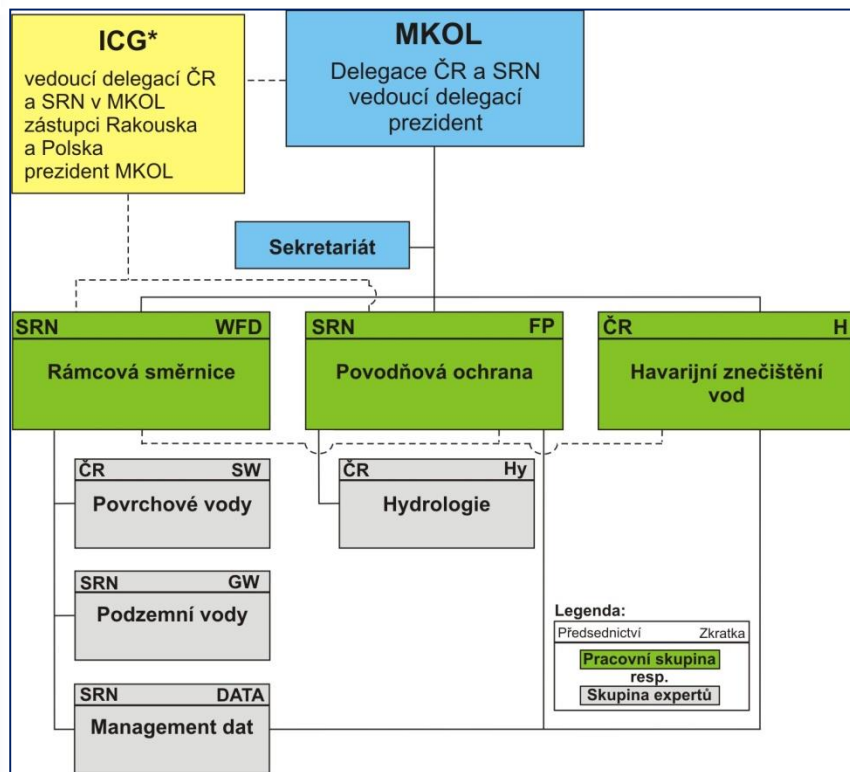 ICG*
vedoucí delegací ČR
a SRN v MKOL
zástupci Rakouska
a Polska
prezident MKOL
MKOL
Delegace ČR a SRN
vedoucí delegací
prezident
Sekretariát
SRN WFD
Rámcová směrnice
SRN FP
Povodňová ochrana
ČR H
Havarijní znečištění
vod
ČR SW
Povrchové vody
ČR Hy
Hydrologie
SRN GW
Podzemní vody
SRN DATA
Management dat
Legenda:
Předsednictví Zkratka
Pracovní skupina
resp.
Skupina expertů